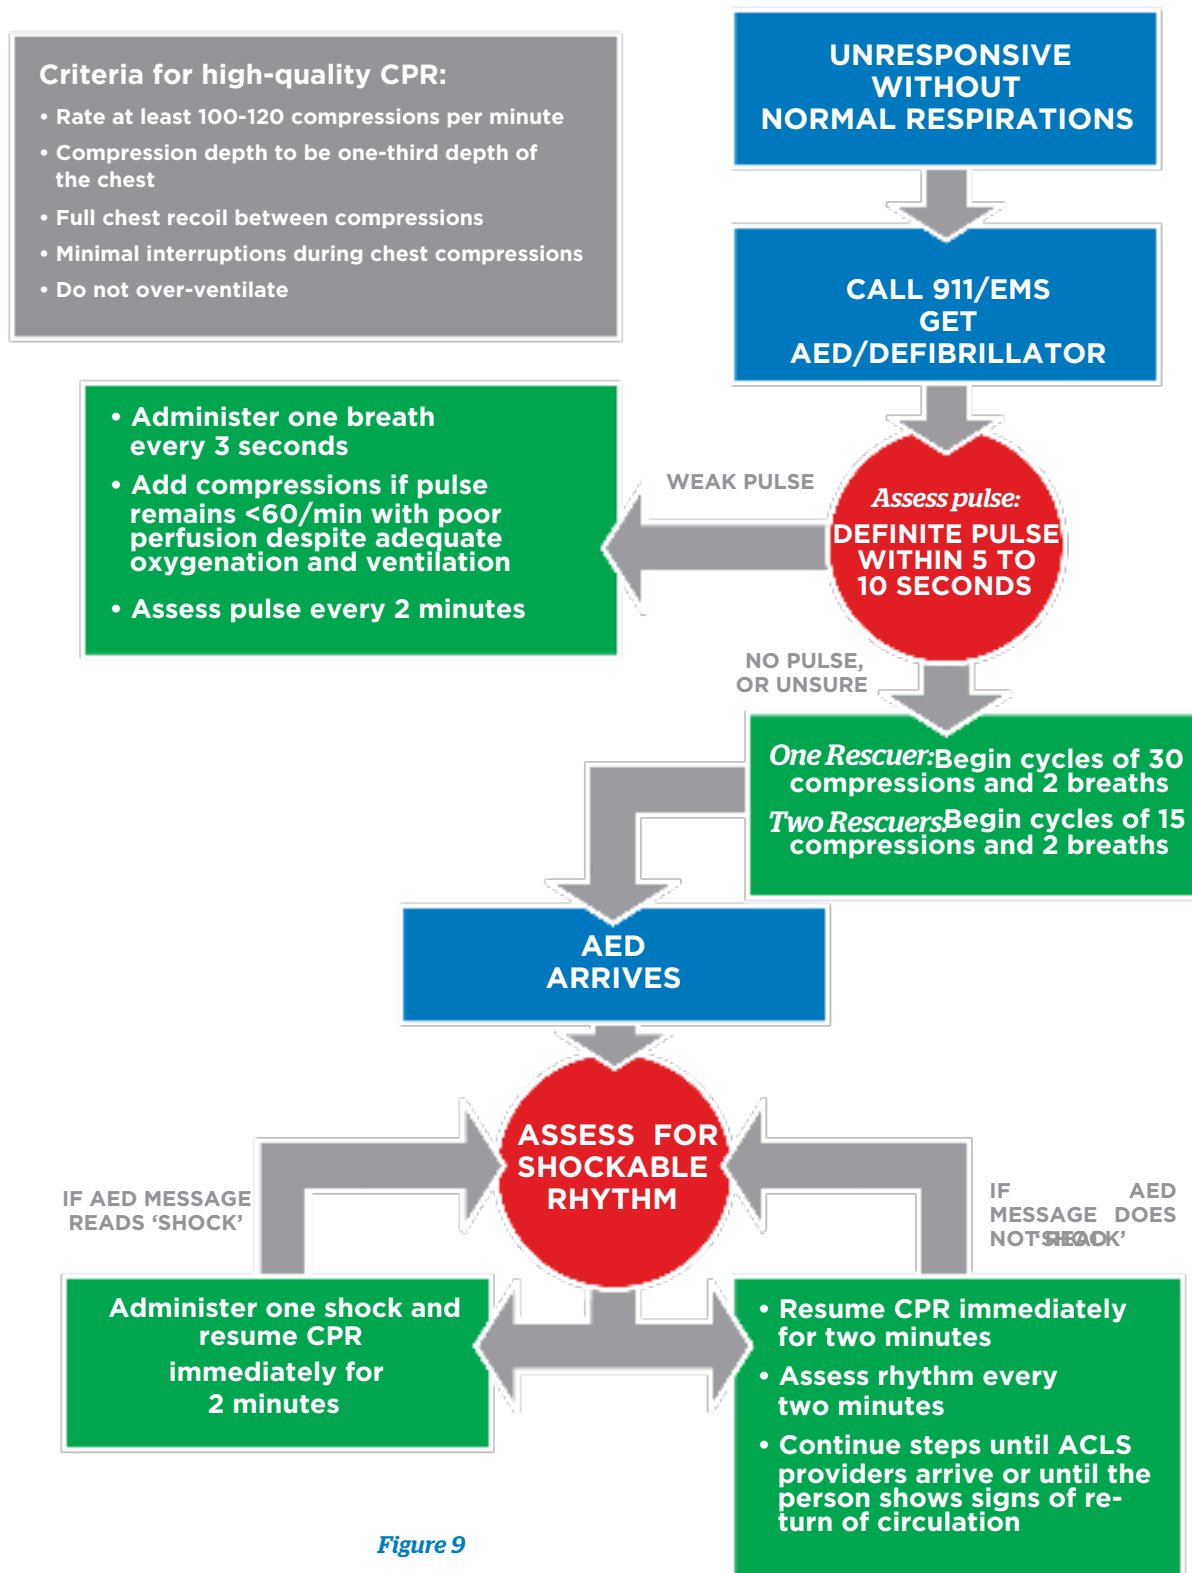 Criteria for high-quality CPR:
• Rate at least 100-120 compressions per minute
• Compression depth to be one-third depth of
the chest
• Full chest recoil between compressions
• Minimal interruptions during chest compressions
• Do not over-ventilate
UNRESPONSIVE
WITHOUT
NORMAL RESPIRATIONS
CALL 911/EMS
GET
AED/DEFIBRILLATOR
Assess pulse:
DEFINITE PULSE
WITHIN 5 TO
10 SECONDS
WEAK PULSE
• Administer one breath
every 3 seconds
• Add compressions if pulse
remains <60/min with poor
perfusion despite adequate
oxygenation and ventilation
• Assess pulse every 2 minutes
NO PULSE,
OR UNSURE
One Rescuer: Begin cycles of 30
compressions and 2 breaths
Two Rescuers: Begin cycles of 15
compressions and 2 breaths
AED
ARRIVES
ASSESS FOR
SHOCKABLE
RHYTHM
IF AED MESSAGE
READS ‘SHOCK’
Administer one shock and
resume CPR
immediately for
2 minutes
IF AED
MESSAGE DOES
NOT READ ‘SHOCK’
• Resume CPR immediately
for two minutes
• Assess rhythm every
two minutes
• Continue steps until ACLS
providers arrive or until the
person shows signs of re-
turn of circulation
Figure 9